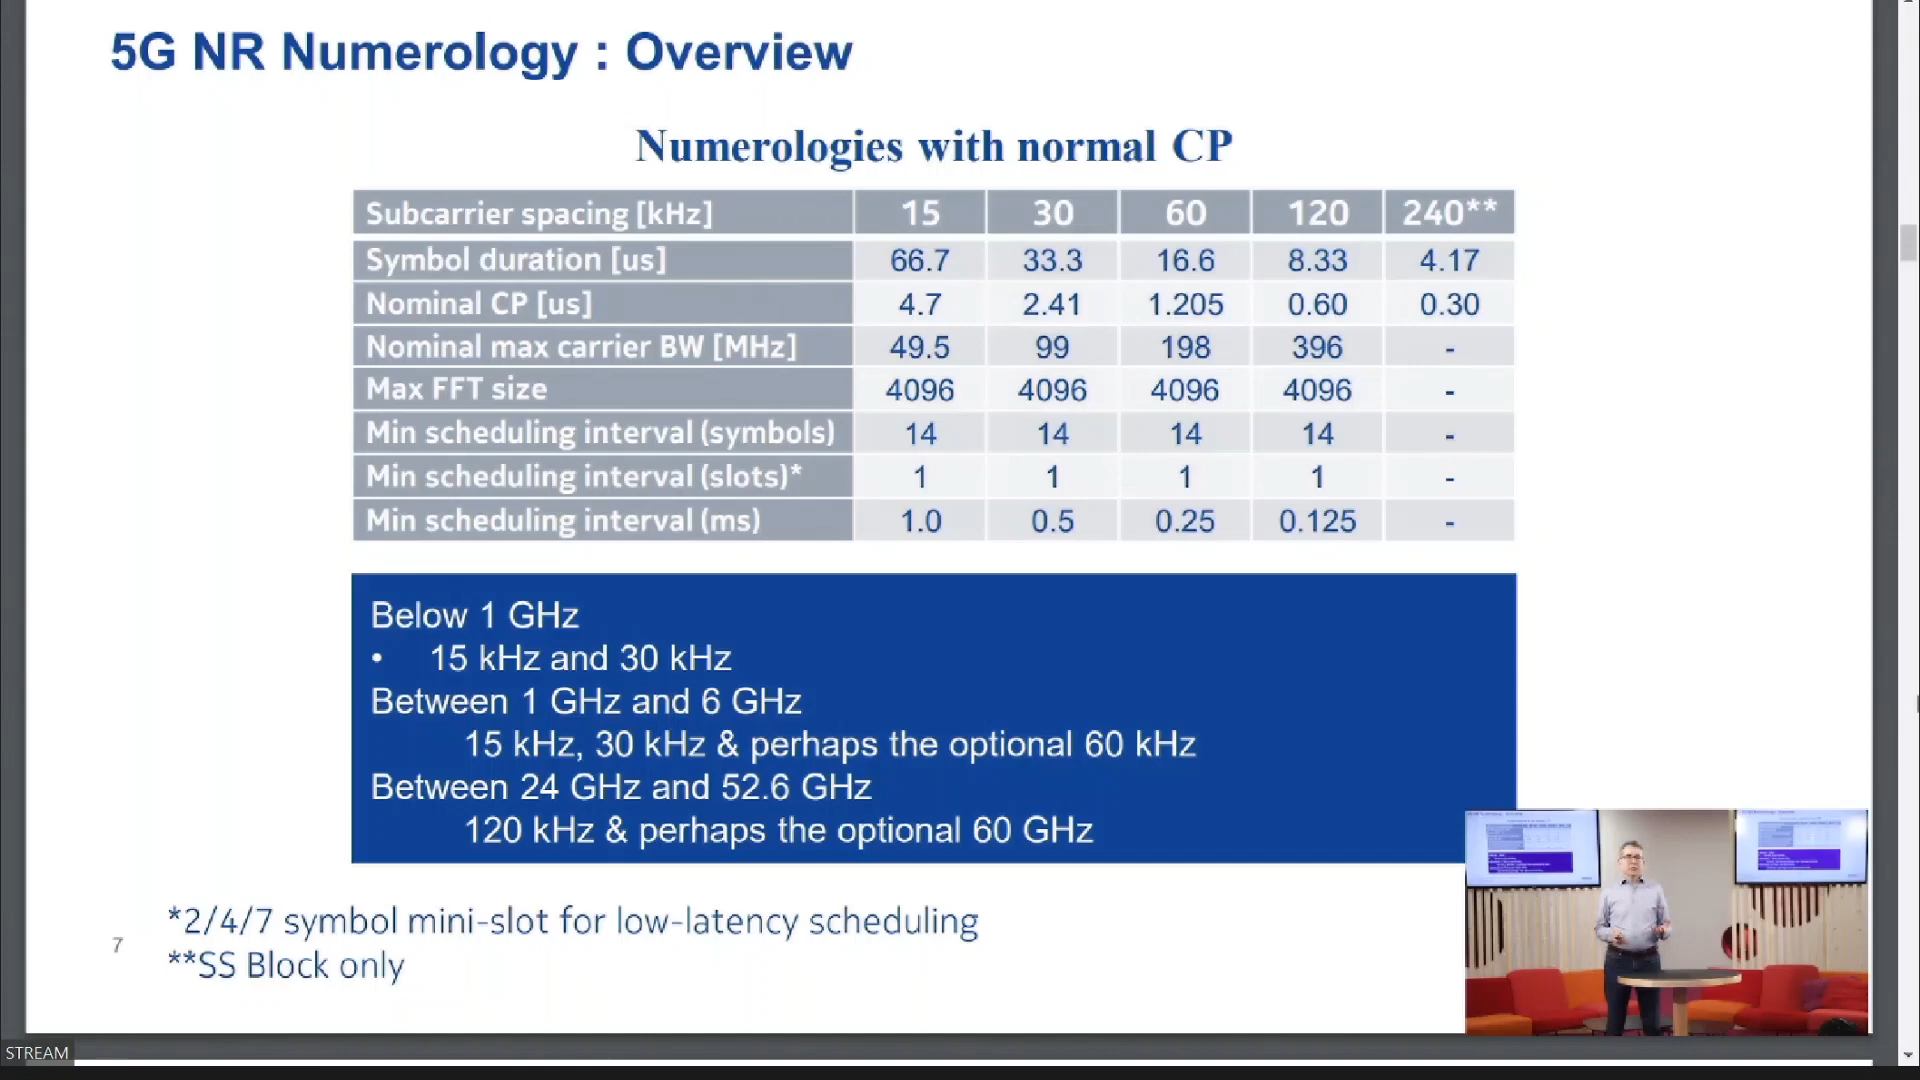 5G NR Numerology : Overview
Numerologies with normal CP
Subcarrier spacing [kHz] 15 30 60 120 240**
Symbol duration [us] 66.7 33.3 16.6 8.33 4.17
Nominal CP [us] 4.7 2.41 1.205 0.60 0.30
Nominal max carrier BW [MHz] 49.5 99 198 396 -
Max FFT size 4096 4096 4096 4096 -
Min scheduling interval (symbols) 14 14 14 14 -
Min scheduling interval (slots)* 1 1 1 1 -
Min scheduling interval (ms) 1.0 0.5 0.25 0.125 -
Below 1 GHz
• 15 kHz and 30 kHz
Between 1 GHz and 6 GHz
15 kHz, 30 kHz & perhaps the optional 60 kHz
Between 24 GHz and 52.6 GHz
120 kHz & perhaps the optional 60 GHz
*2/4/7 symbol mini-slot for low-latency scheduling
7
**SS Block only
STREAM